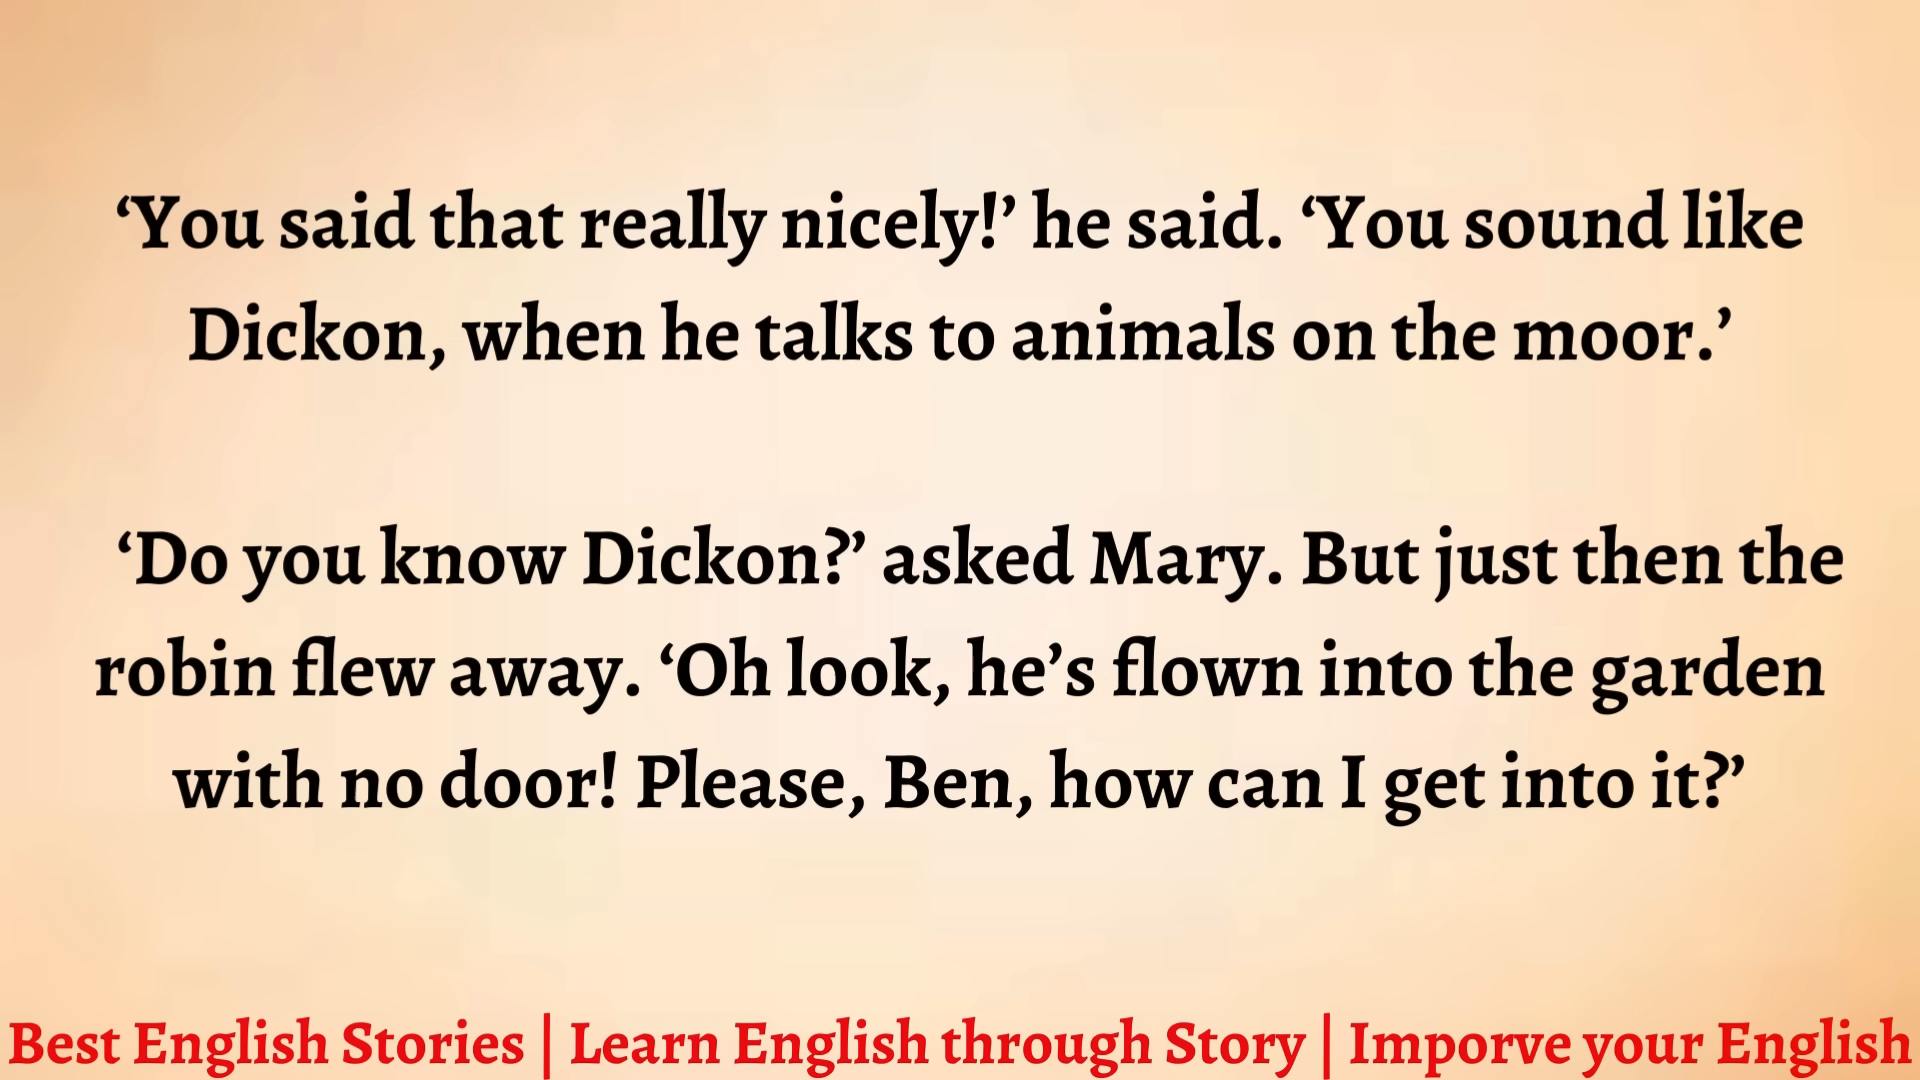 ‘You said that really nicely!’ he said. ‘You sound like
Dickon, when he talks to animals on the moor.’
‘Do you know Dickon?’ asked Mary. But just then the
robin flew away. ‘Oh look, he’s flown into the garden
with no door! Please, Ben, how can I get into it?’
Best English Stories | Learn English through Story | Imporve your English